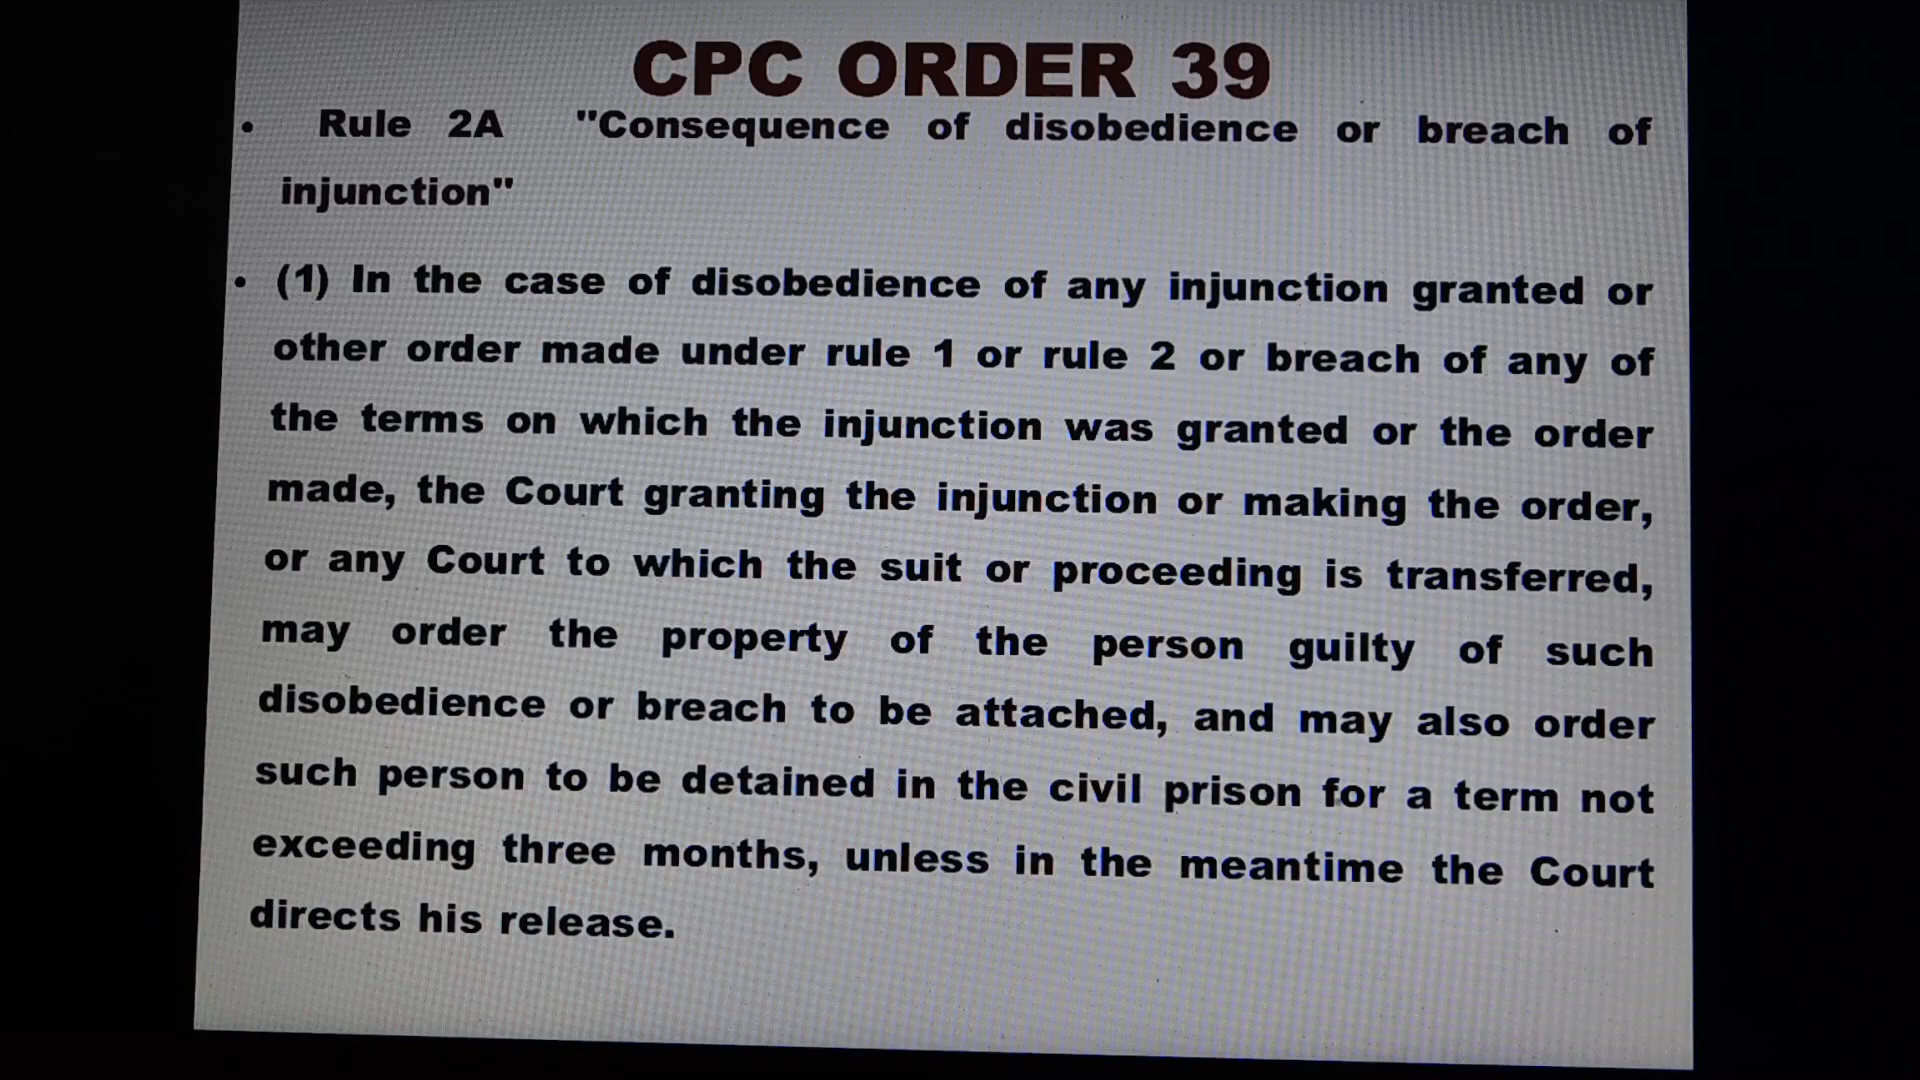 CPC ORDER 39
• Rule 2A "Consequence of disobedience or breach of
injunction"
• (1) In the case of disobedience of any injunction granted or
other order made under rule 1 or rule 2 or breach of any of
the terms on which the injunction was granted or the order
made, the Court granting the injunction or making the order,
or any Court to which the suit or proceeding is transferred,
may order the property of the person guilty of such
disobedience or breach to be attached, and may also order
such person to be detained in the civil prison for a term not
exceeding three months, unless in the meantime the Court
directs his release.